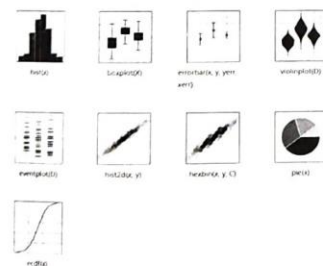 hist(x)
boxplot(X)
errorbar(x, y, yerr, xerr)
violinplot(D)
eventplot(D)
hist2d(x, y)
hexbin(x, y, C)
pie(x)
ecdf(x)